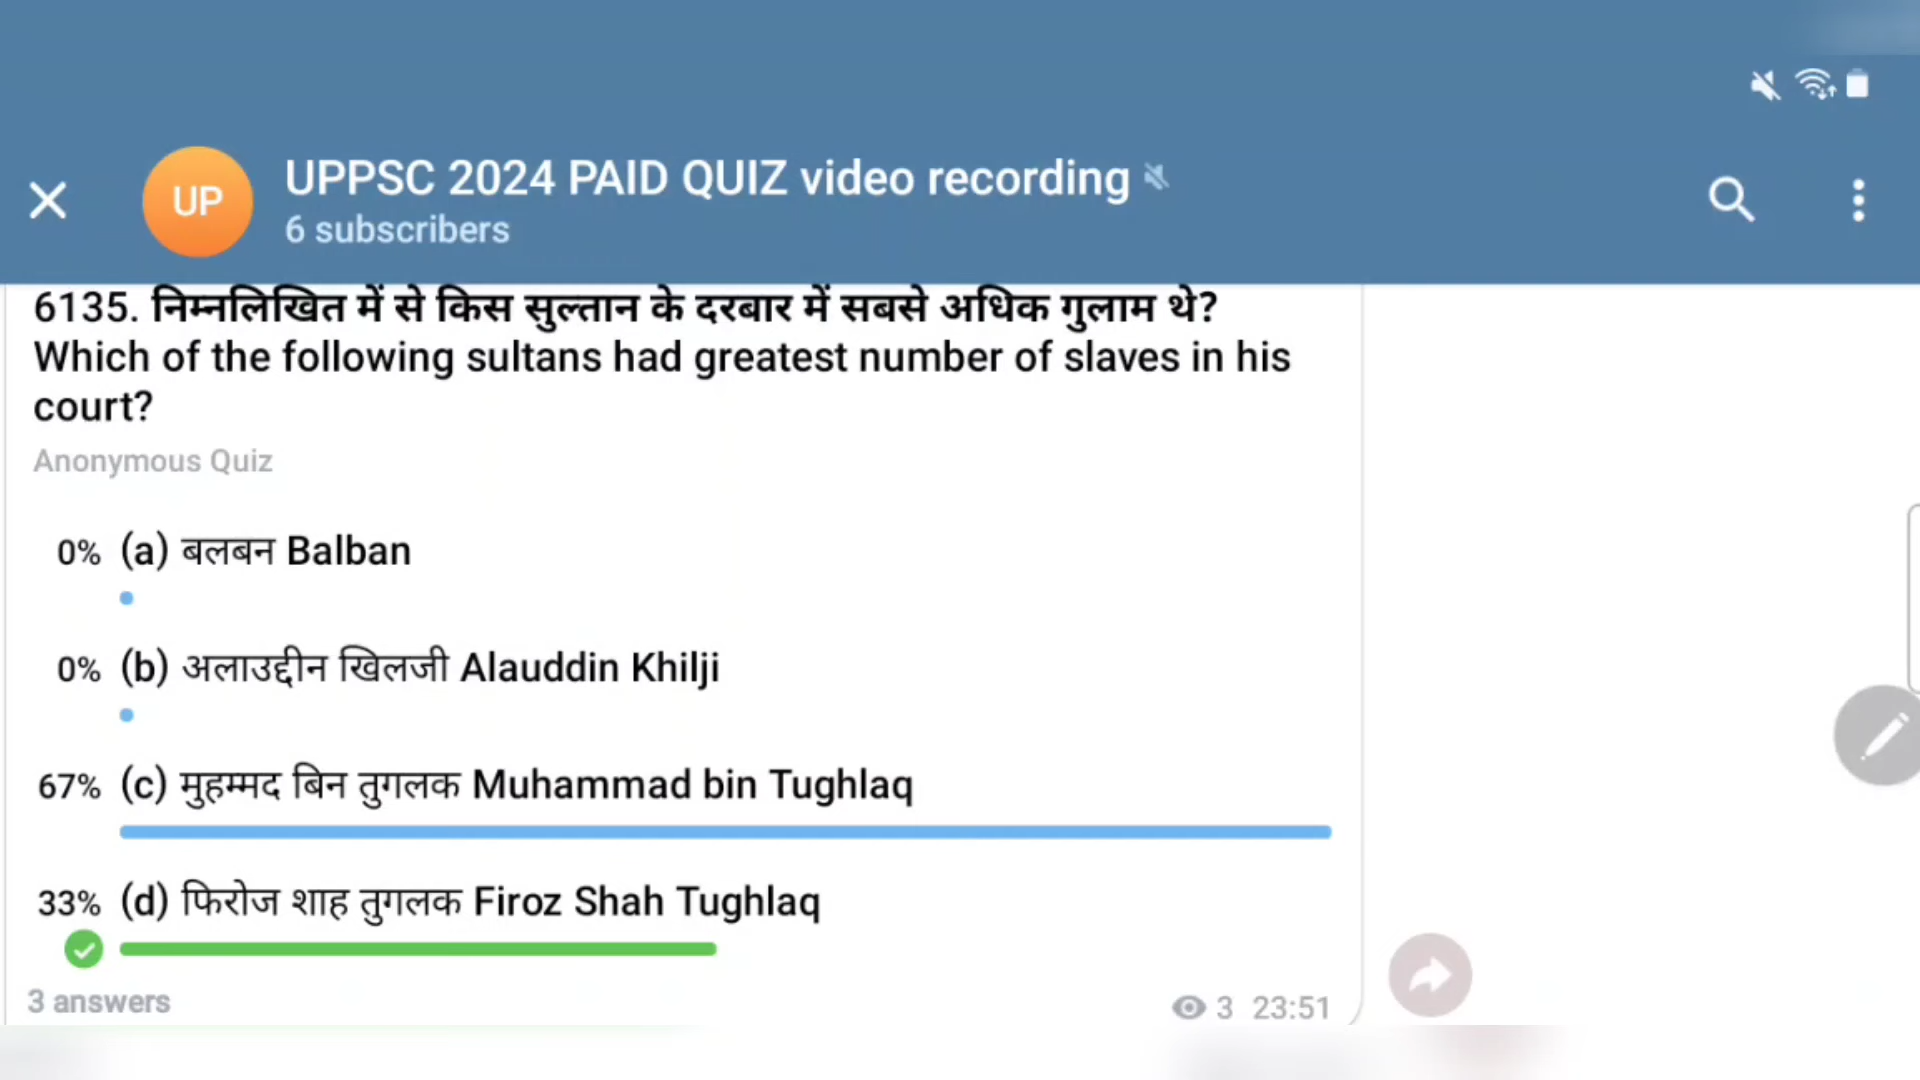 UP
UPPSC 2024 PAID QUIZ video recording
6 subscribers
6135. निम्नलिखित में से किस सुल्तान के दरबार में सबसे अधिक गुलाम थे?
Which of the following sultans had greatest number of slaves in his
court?
Anonymous Quiz
0% (a) बलबन Balban
0% (b) अलाउद्दीन खिलजी Alauddin Khilji
67% (c) मुहम्मद बिन तुगलक Muhammad bin Tughlaq
33% (d) फिरोज शाह तुगलक Firoz Shah Tughlaq
3 answers
3 23:51